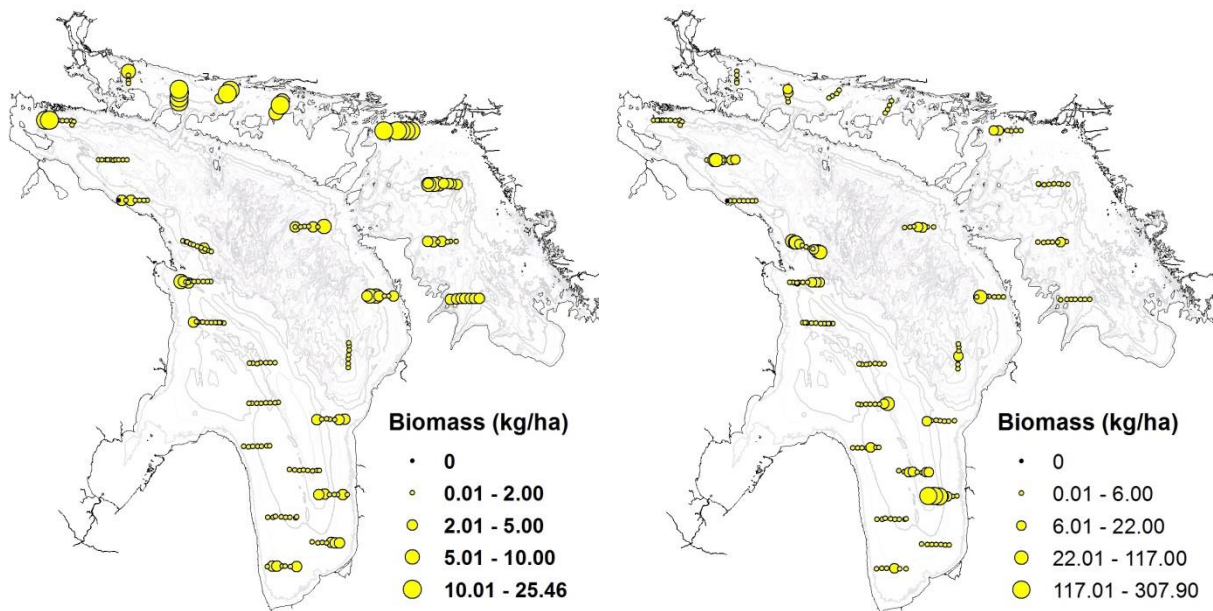 Biomass (kg/ha)
0
0.01 - 2.00
2.01 - 5.00
5.01 - 10.00
10.01 - 25.46
Biomass (kg/ha)
0
0.01 - 6.00
6.01 - 22.00
22.01 - 117.00
117.01 - 307.90